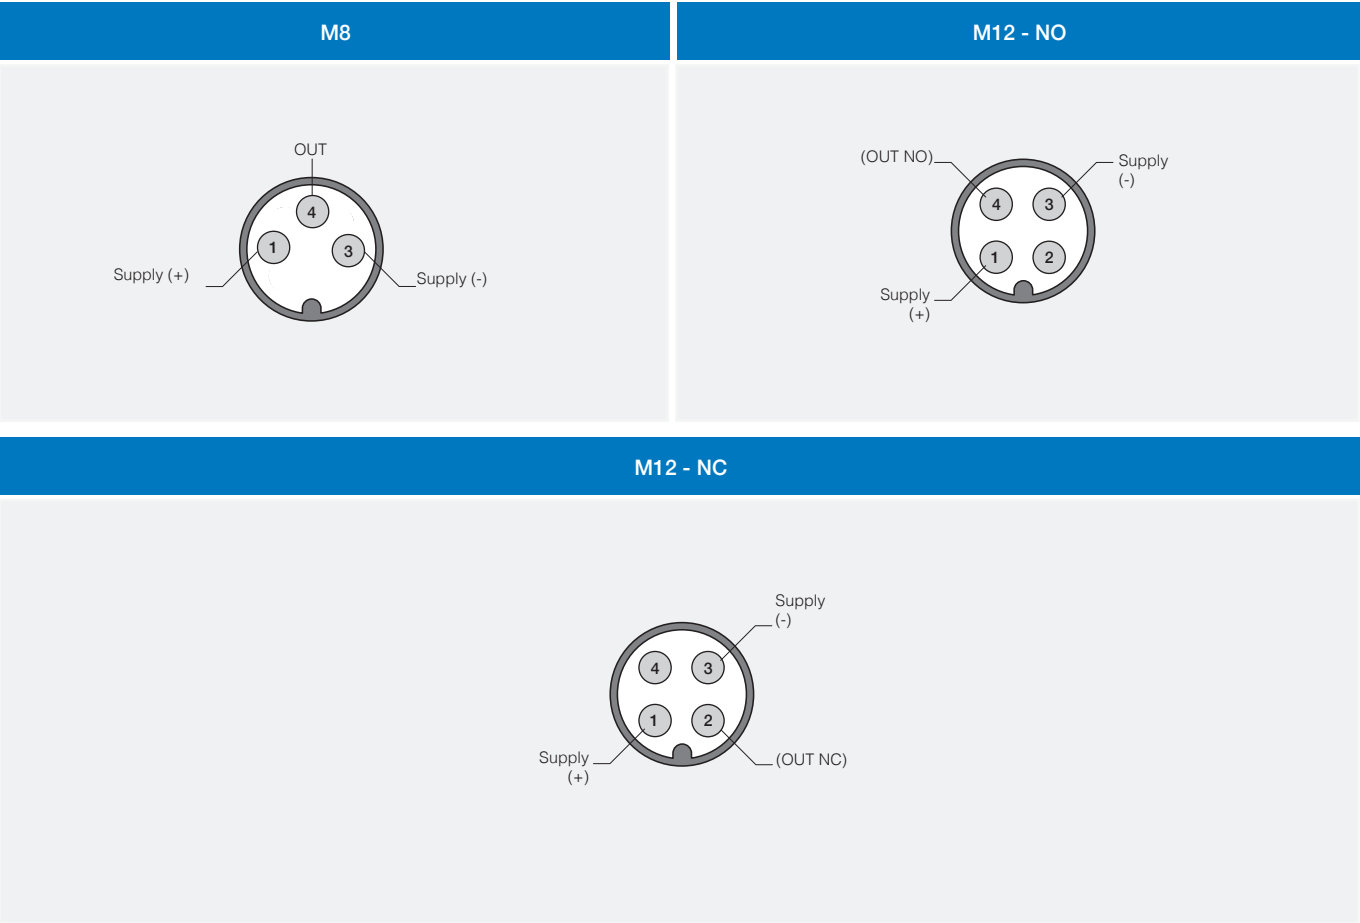 M8
OUT
4
1
3
Supply (+)
Supply (-)
M12 - NO
(OUT NO)
Supply
(-)
4
3
1
2
Supply
(+)
M12 - NC
Supply
(-)
4
3
1
2
Supply
(+)
(OUT NC)